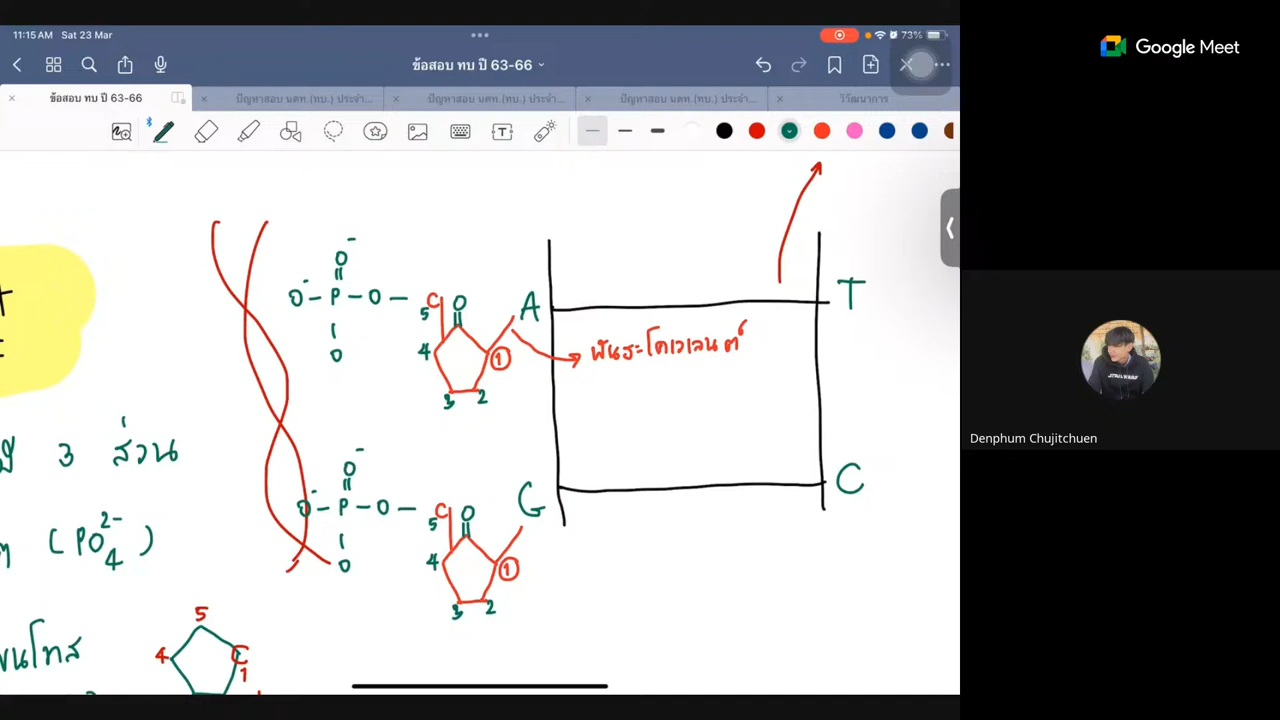 11:15 AM Sat 23 Mar
73%
Google Meet
ข้อสอบ ทบ ปี 63-66
ข้อสอบ ทบ ปี 63-66
ปัญหาสอบ นตท.(ทบ.) ประจำ...
ปัญหาสอบ นตท.(ทบ.) ประจำ...
ปัญหาสอบ นตท.(ทบ.) ประจำ...
วิวัฒนาการ
O⁻
O⁻ – P – O –
O
C O
5
A
T
4
①
3 2
พันธะโคเวเลนต์
Denphum Chujitchuen
3 ส่วน
O⁻
O⁻ – P – O –
O
C O
5
G
C
4
①
3 2
(PO₄²⁻)
5
4
C
1